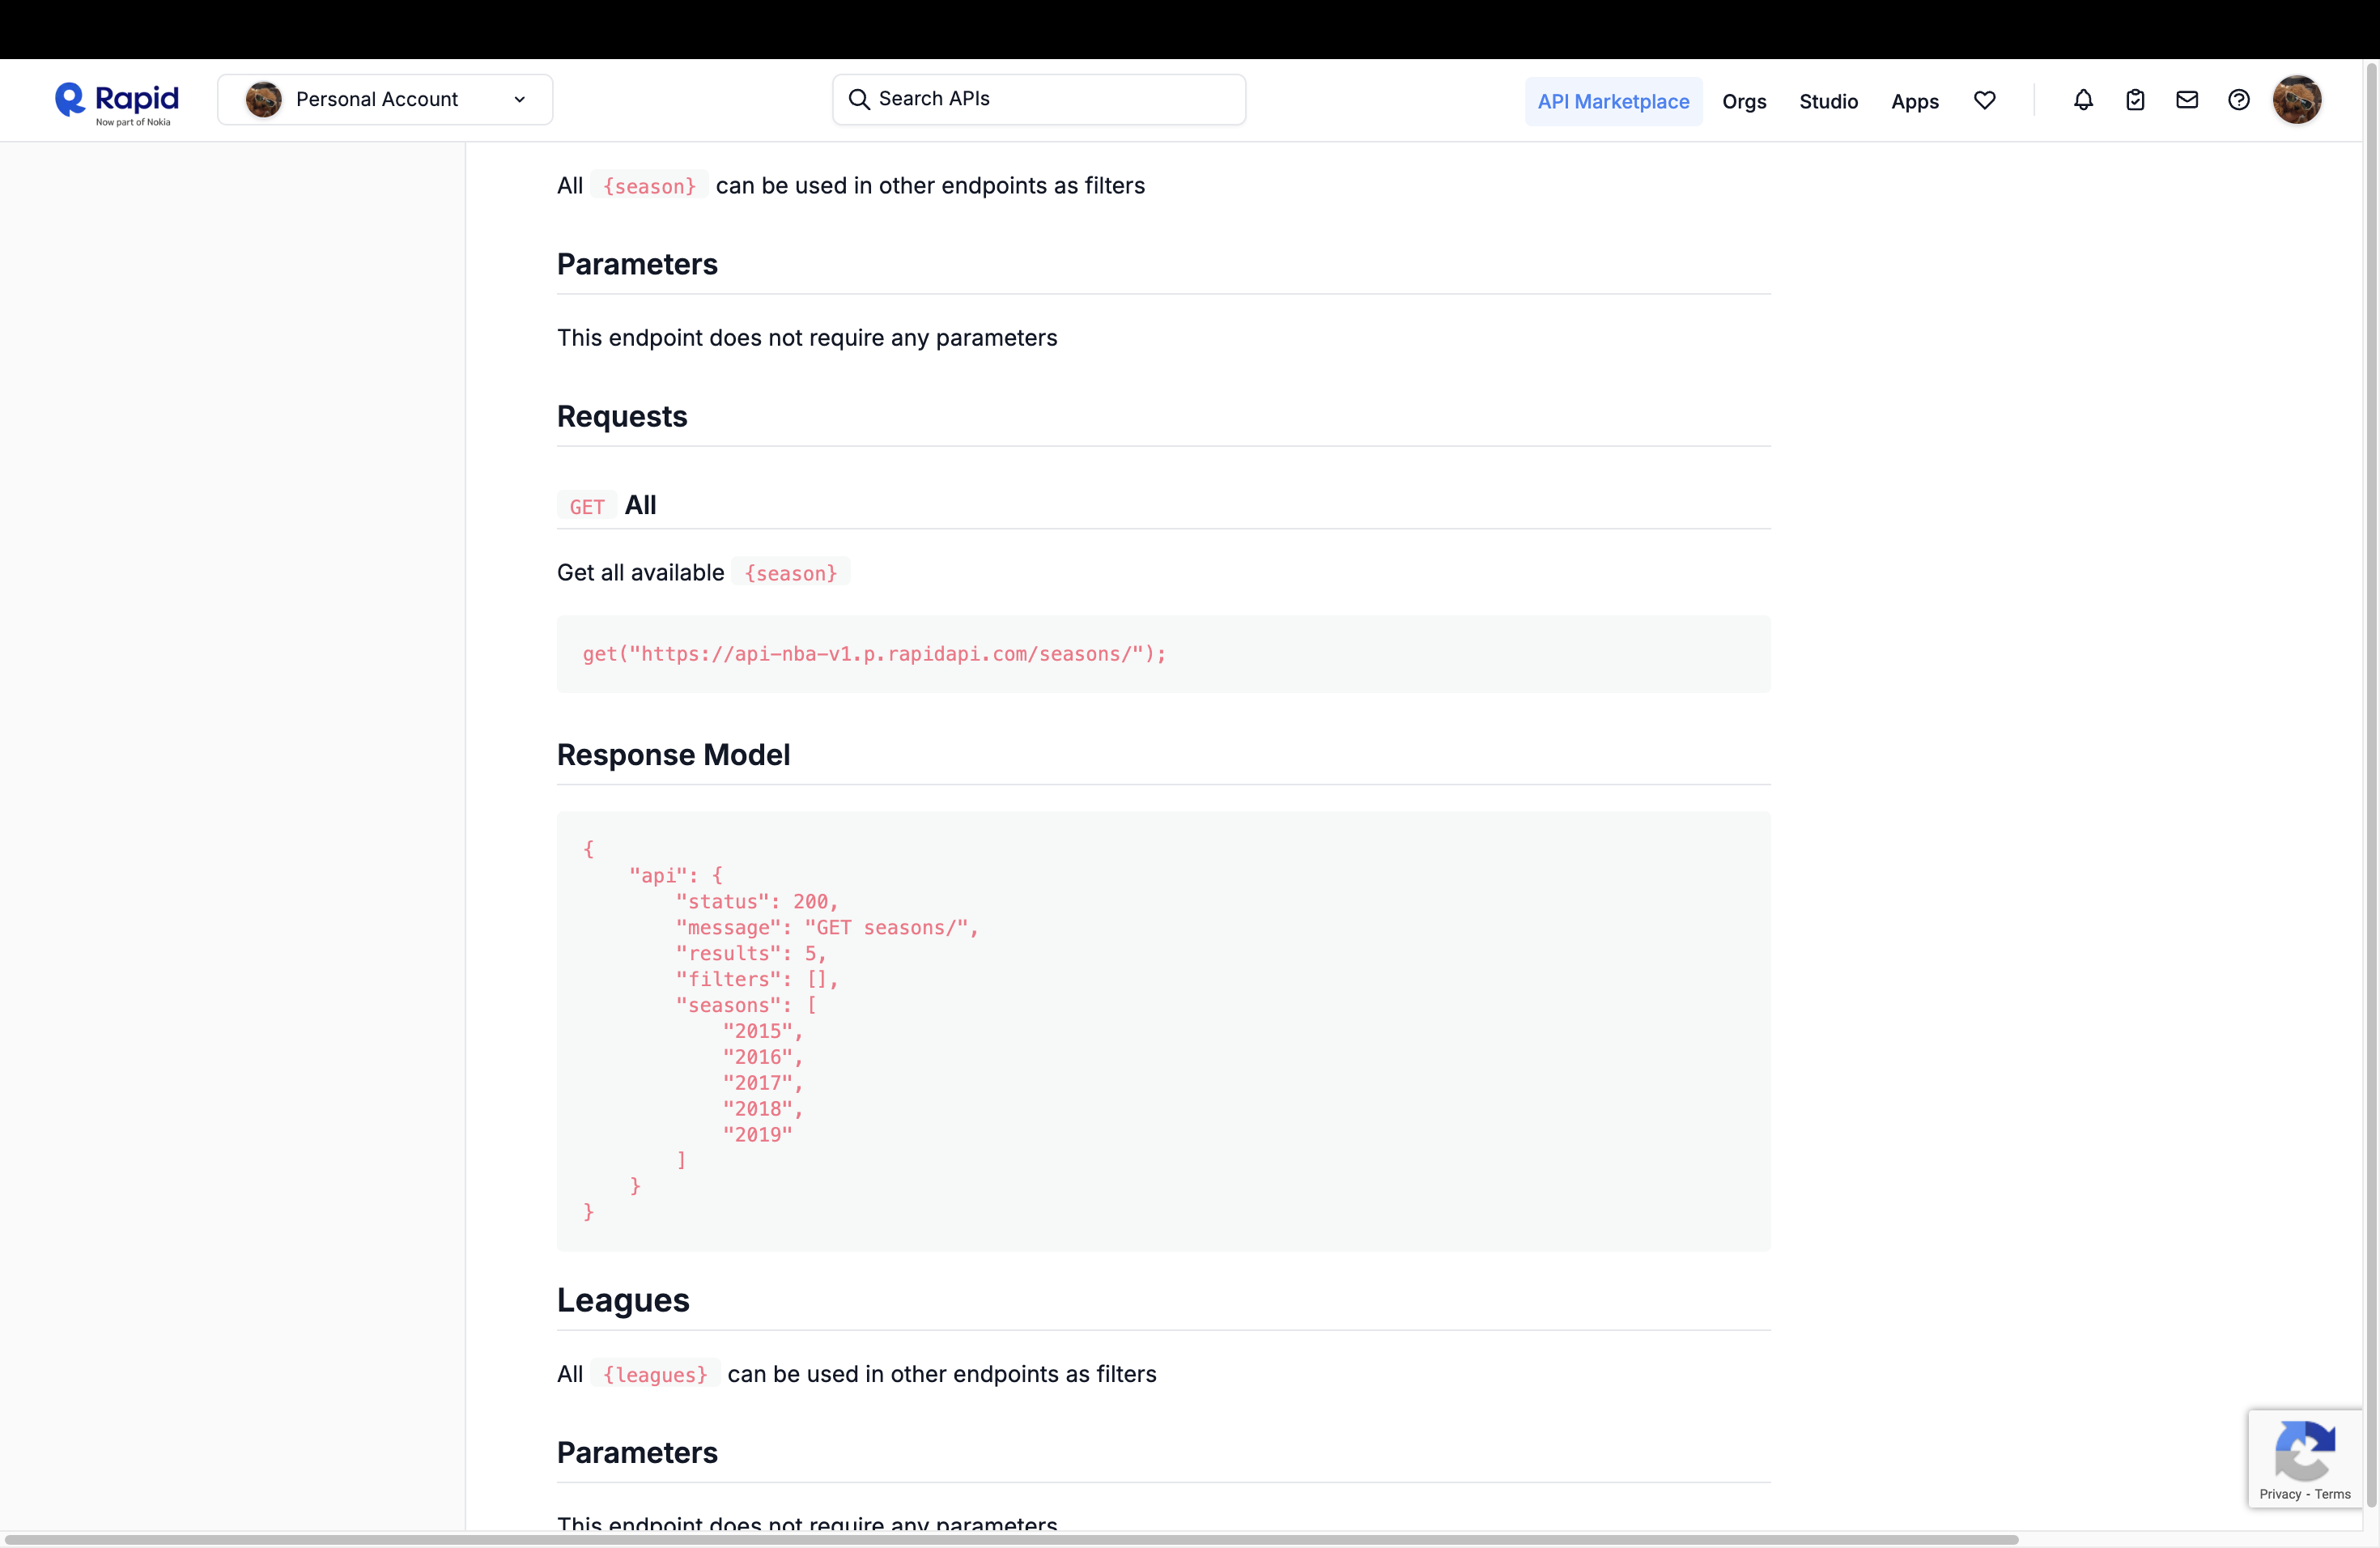 Rapid
Now part of Nokia
Personal Account
Search APIs
API Marketplace
Orgs
Studio
Apps
All {season} can be used in other endpoints as filters
Parameters
This endpoint does not require any parameters
Requests
GET All
Get all available {season}
get("https://api-nba-v1.p.rapidapi.com/seasons/");
Response Model
{
    "api": {
        "status": 200,
        "message": "GET seasons/",
        "results": 5,
        "filters": [],
        "seasons": [
            "2015",
            "2016",
            "2017",
            "2018",
            "2019"
        ]
    }
}
Leagues
All {leagues} can be used in other endpoints as filters
Parameters
This endpoint does not require any parameters
Privacy - Terms